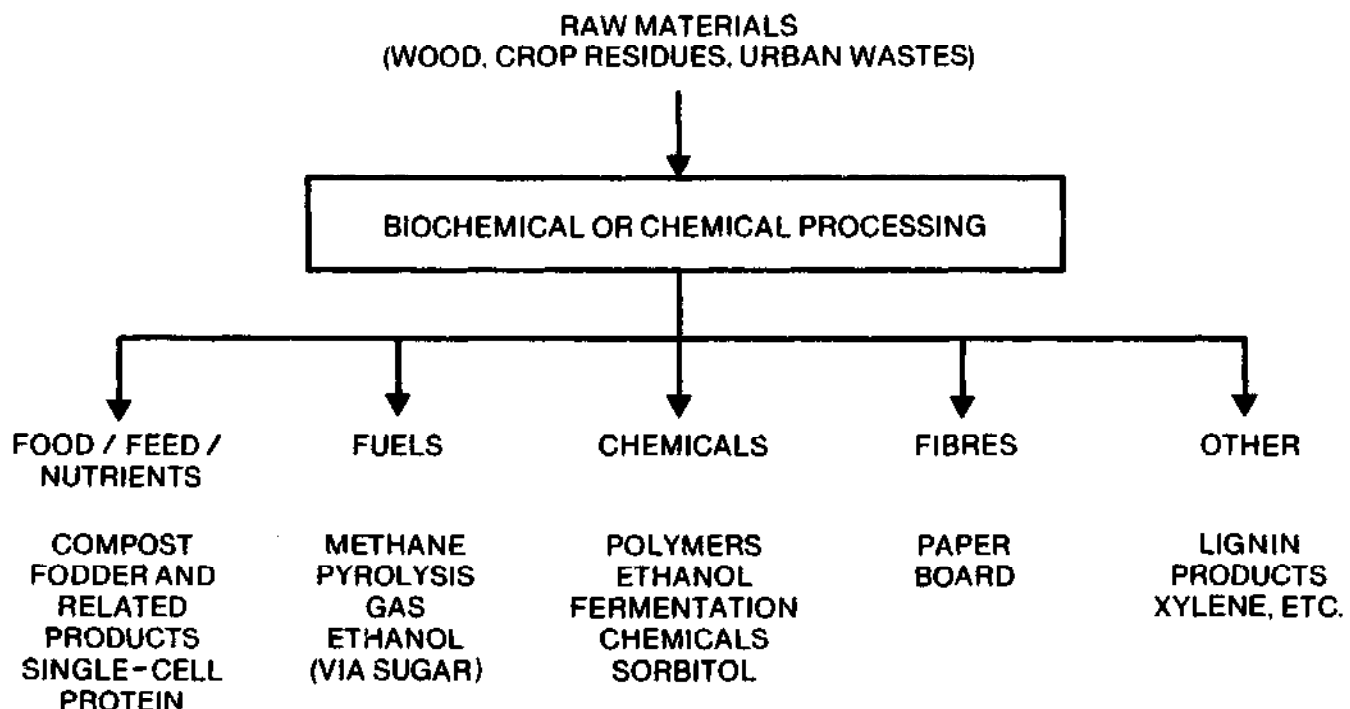 RAW MATERIALS
(WOOD, CROP RESIDUES, URBAN WASTES)
BIOCHEMICAL OR CHEMICAL PROCESSING
FOOD / FEED /
NUTRIENTS
COMPOST
FODDER AND
RELATED
PRODUCTS
SINGLE-CELL
PROTEIN
FUELS
METHANE
PYROLYSIS
GAS
ETHANOL
(VIA SUGAR)
CHEMICALS
POLYMERS
ETHANOL
FERMENTATION
CHEMICALS
SORBITOL
FIBRES
PAPER
BOARD
OTHER
LIGNIN
PRODUCTS
XYLENE, ETC.